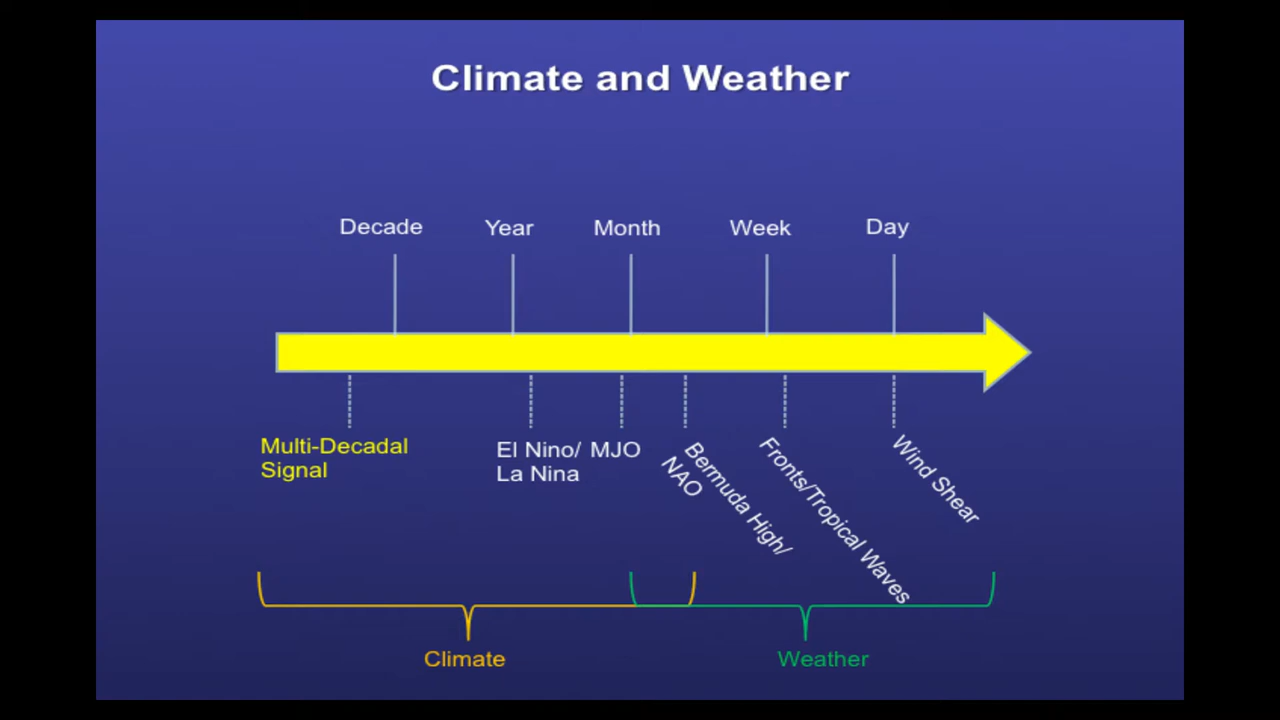 Climate and Weather
Decade Year Month Week Day
Multi-Decadal
Signal
El Nino/
La Nina
MJO
Bermuda High/
NAO
Fronts/Tropical Waves
Wind Shear
Climate
Weather